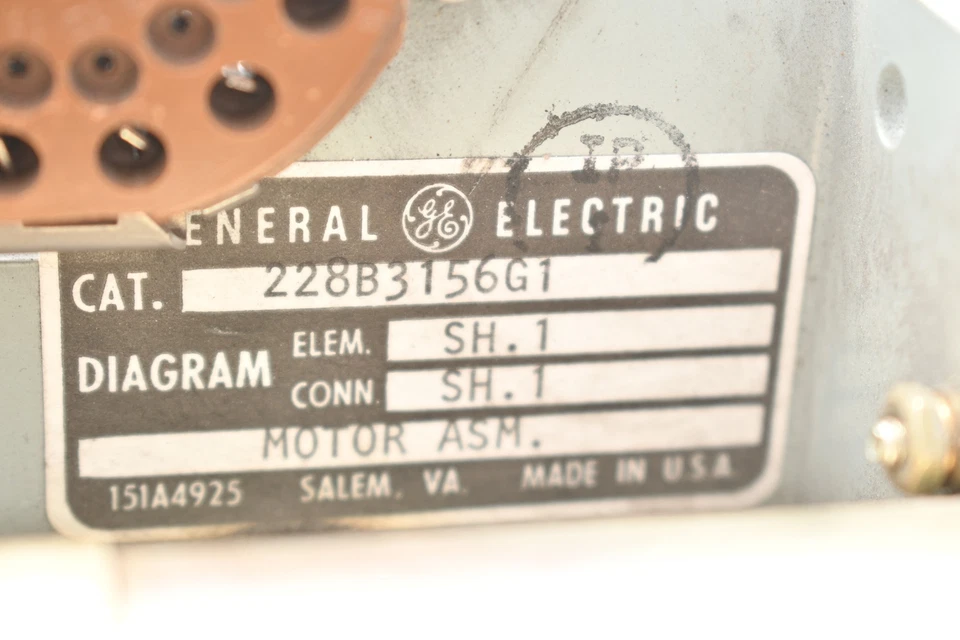 IP
ENERAL GE ELECTRIC
CAT. 228B3156G1
DIAGRAM ELEM. SH.1
CONN. SH.1
MOTOR ASM.
151A4925 SALEM, VA. MADE IN U.S.A.